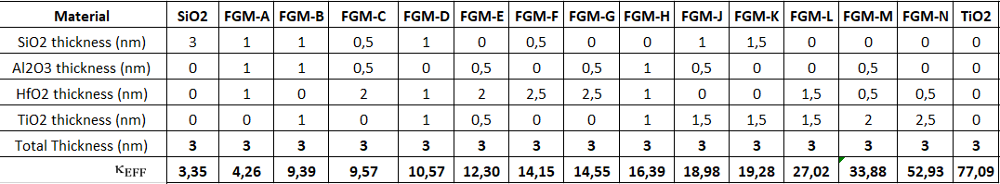 Material SiO2 FGM-A FGM-B FGM-C FGM-D FGM-E FGM-F FGM-G FGM-H FGM-J FGM-K FGM-L FGM-M FGM-N TiO2
SiO2 thickness (nm) 3 1 1 0,5 1 0 0,5 0 0 1 1,5 0 0 0 0
Al2O3 thickness (nm) 0 1 1 0,5 0 0,5 0 0,5 1 0,5 0 0 0,5 0 0
HfO2 thickness (nm) 0 1 0 2 1 2 2,5 2,5 1 0 0 1,5 0,5 0,5 0
TiO2 thickness (nm) 0 0 1 0 1 0,5 0 0 1 1,5 1,5 1,5 2 2,5 0
Total Thickness (nm) 3 3 3 3 3 3 3 3 3 3 3 3 3 3 3
κEFF 3,35 4,26 9,39 9,57 10,57 12,30 14,15 14,55 16,39 18,98 19,28 27,02 33,88 52,93 77,09